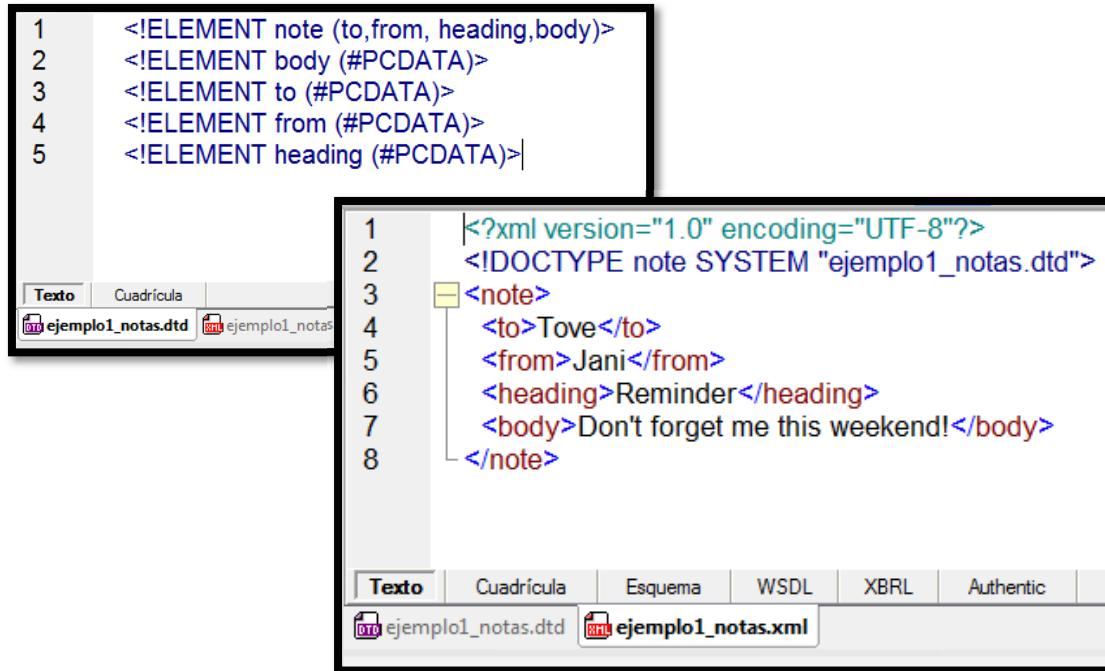 1 <!ELEMENT note (to,from, heading,body)>
2 <!ELEMENT body (#PCDATA)>
3 <!ELEMENT to (#PCDATA)>
4 <!ELEMENT from (#PCDATA)>
5 <!ELEMENT heading (#PCDATA)>
Texto Cuadrícula
ejemplo1_notas.dtd ejemplo1_notas
1 <?xml version="1.0" encoding="UTF-8"?>
2 <!DOCTYPE note SYSTEM "ejemplo1_notas.dtd">
3 <note>
4 <to>Tove</to>
5 <from>Jani</from>
6 <heading>Reminder</heading>
7 <body>Don't forget me this weekend!</body>
8 </note>
Texto Cuadrícula Esquema WSDL XBRL Authentic
DTD ejemplo1_notas.dtd XML ejemplo1_notas.xml